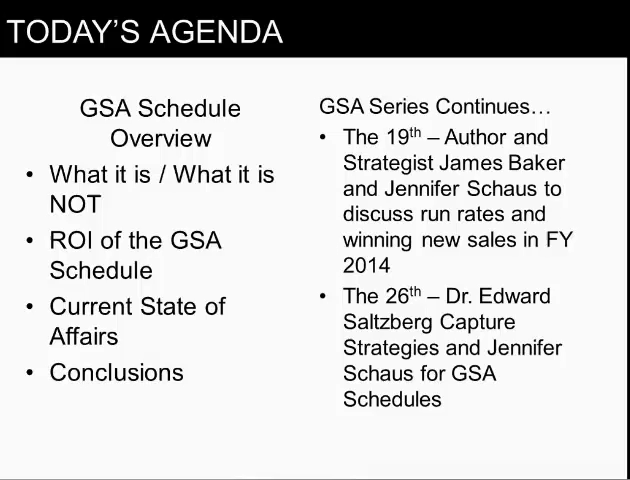 TODAY’S AGENDA
GSA Schedule
Overview
• What it is / What it is
NOT
• ROI of the GSA
Schedule
• Current State of
Affairs
• Conclusions
GSA Series Continues…
• The 19th – Author and
Strategist James Baker
and Jennifer Schaus to
discuss run rates and
winning new sales in FY
2014
• The 26th – Dr. Edward
Saltzberg Capture
Strategies and Jennifer
Schaus for GSA
Schedules